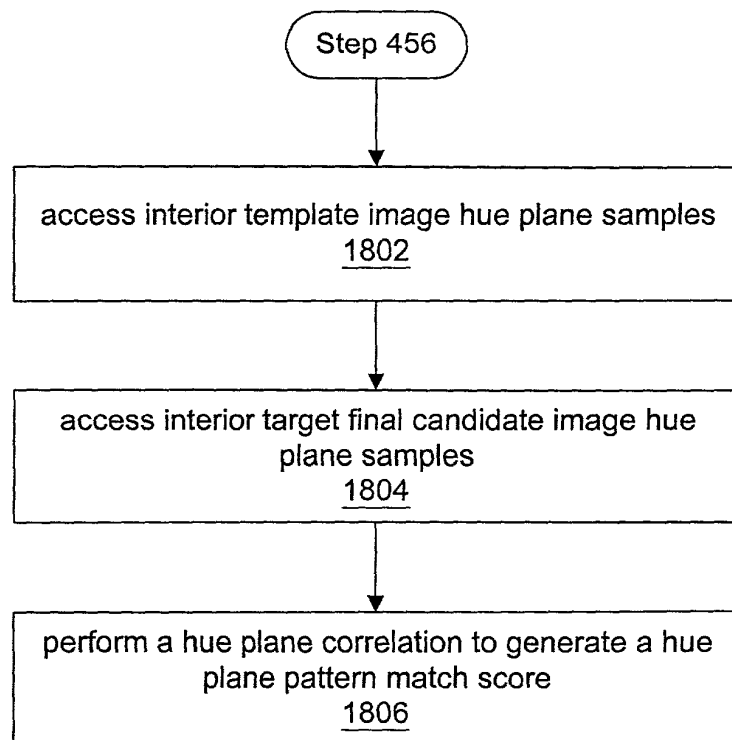 Step 456
access interior template image hue plane samples
1802
access interior target final candidate image hue
plane samples
1804
perform a hue plane correlation to generate a hue
plane pattern match score
1806